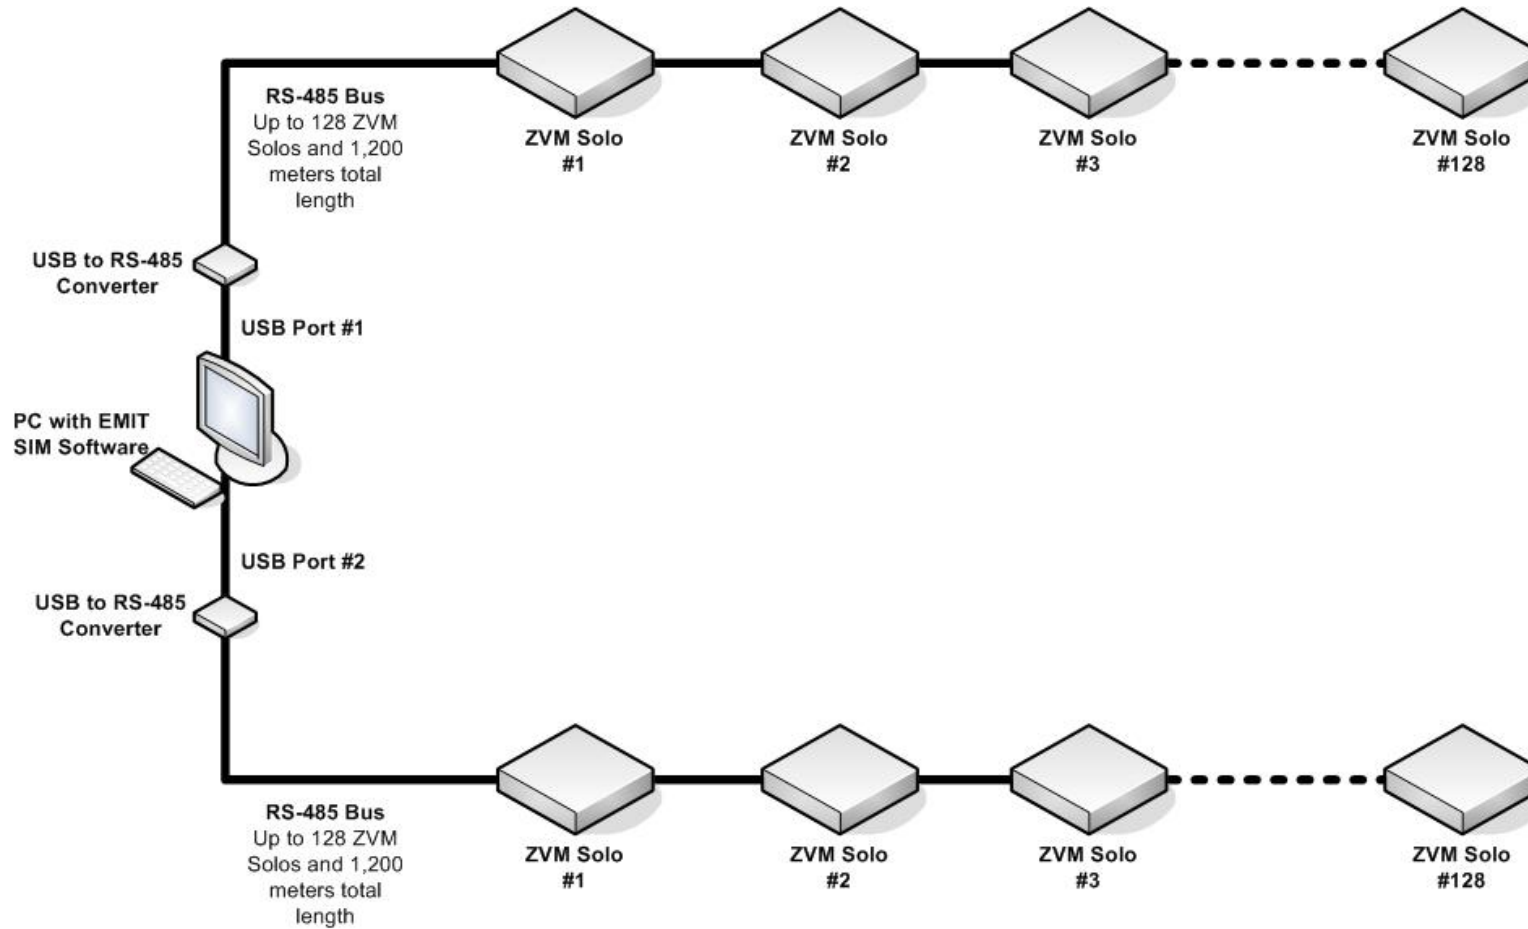 RS-485 Bus
Up to 128 ZVM
Solos and 1,200
meters total
length
ZVM Solo
#1
ZVM Solo
#2
ZVM Solo
#3
ZVM Solo
#128
USB to RS-485
Converter
USB Port #1
PC with EMIT
SIM Software
USB Port #2
USB to RS-485
Converter
RS-485 Bus
Up to 128 ZVM
Solos and 1,200
meters total
length
ZVM Solo
#1
ZVM Solo
#2
ZVM Solo
#3
ZVM Solo
#128